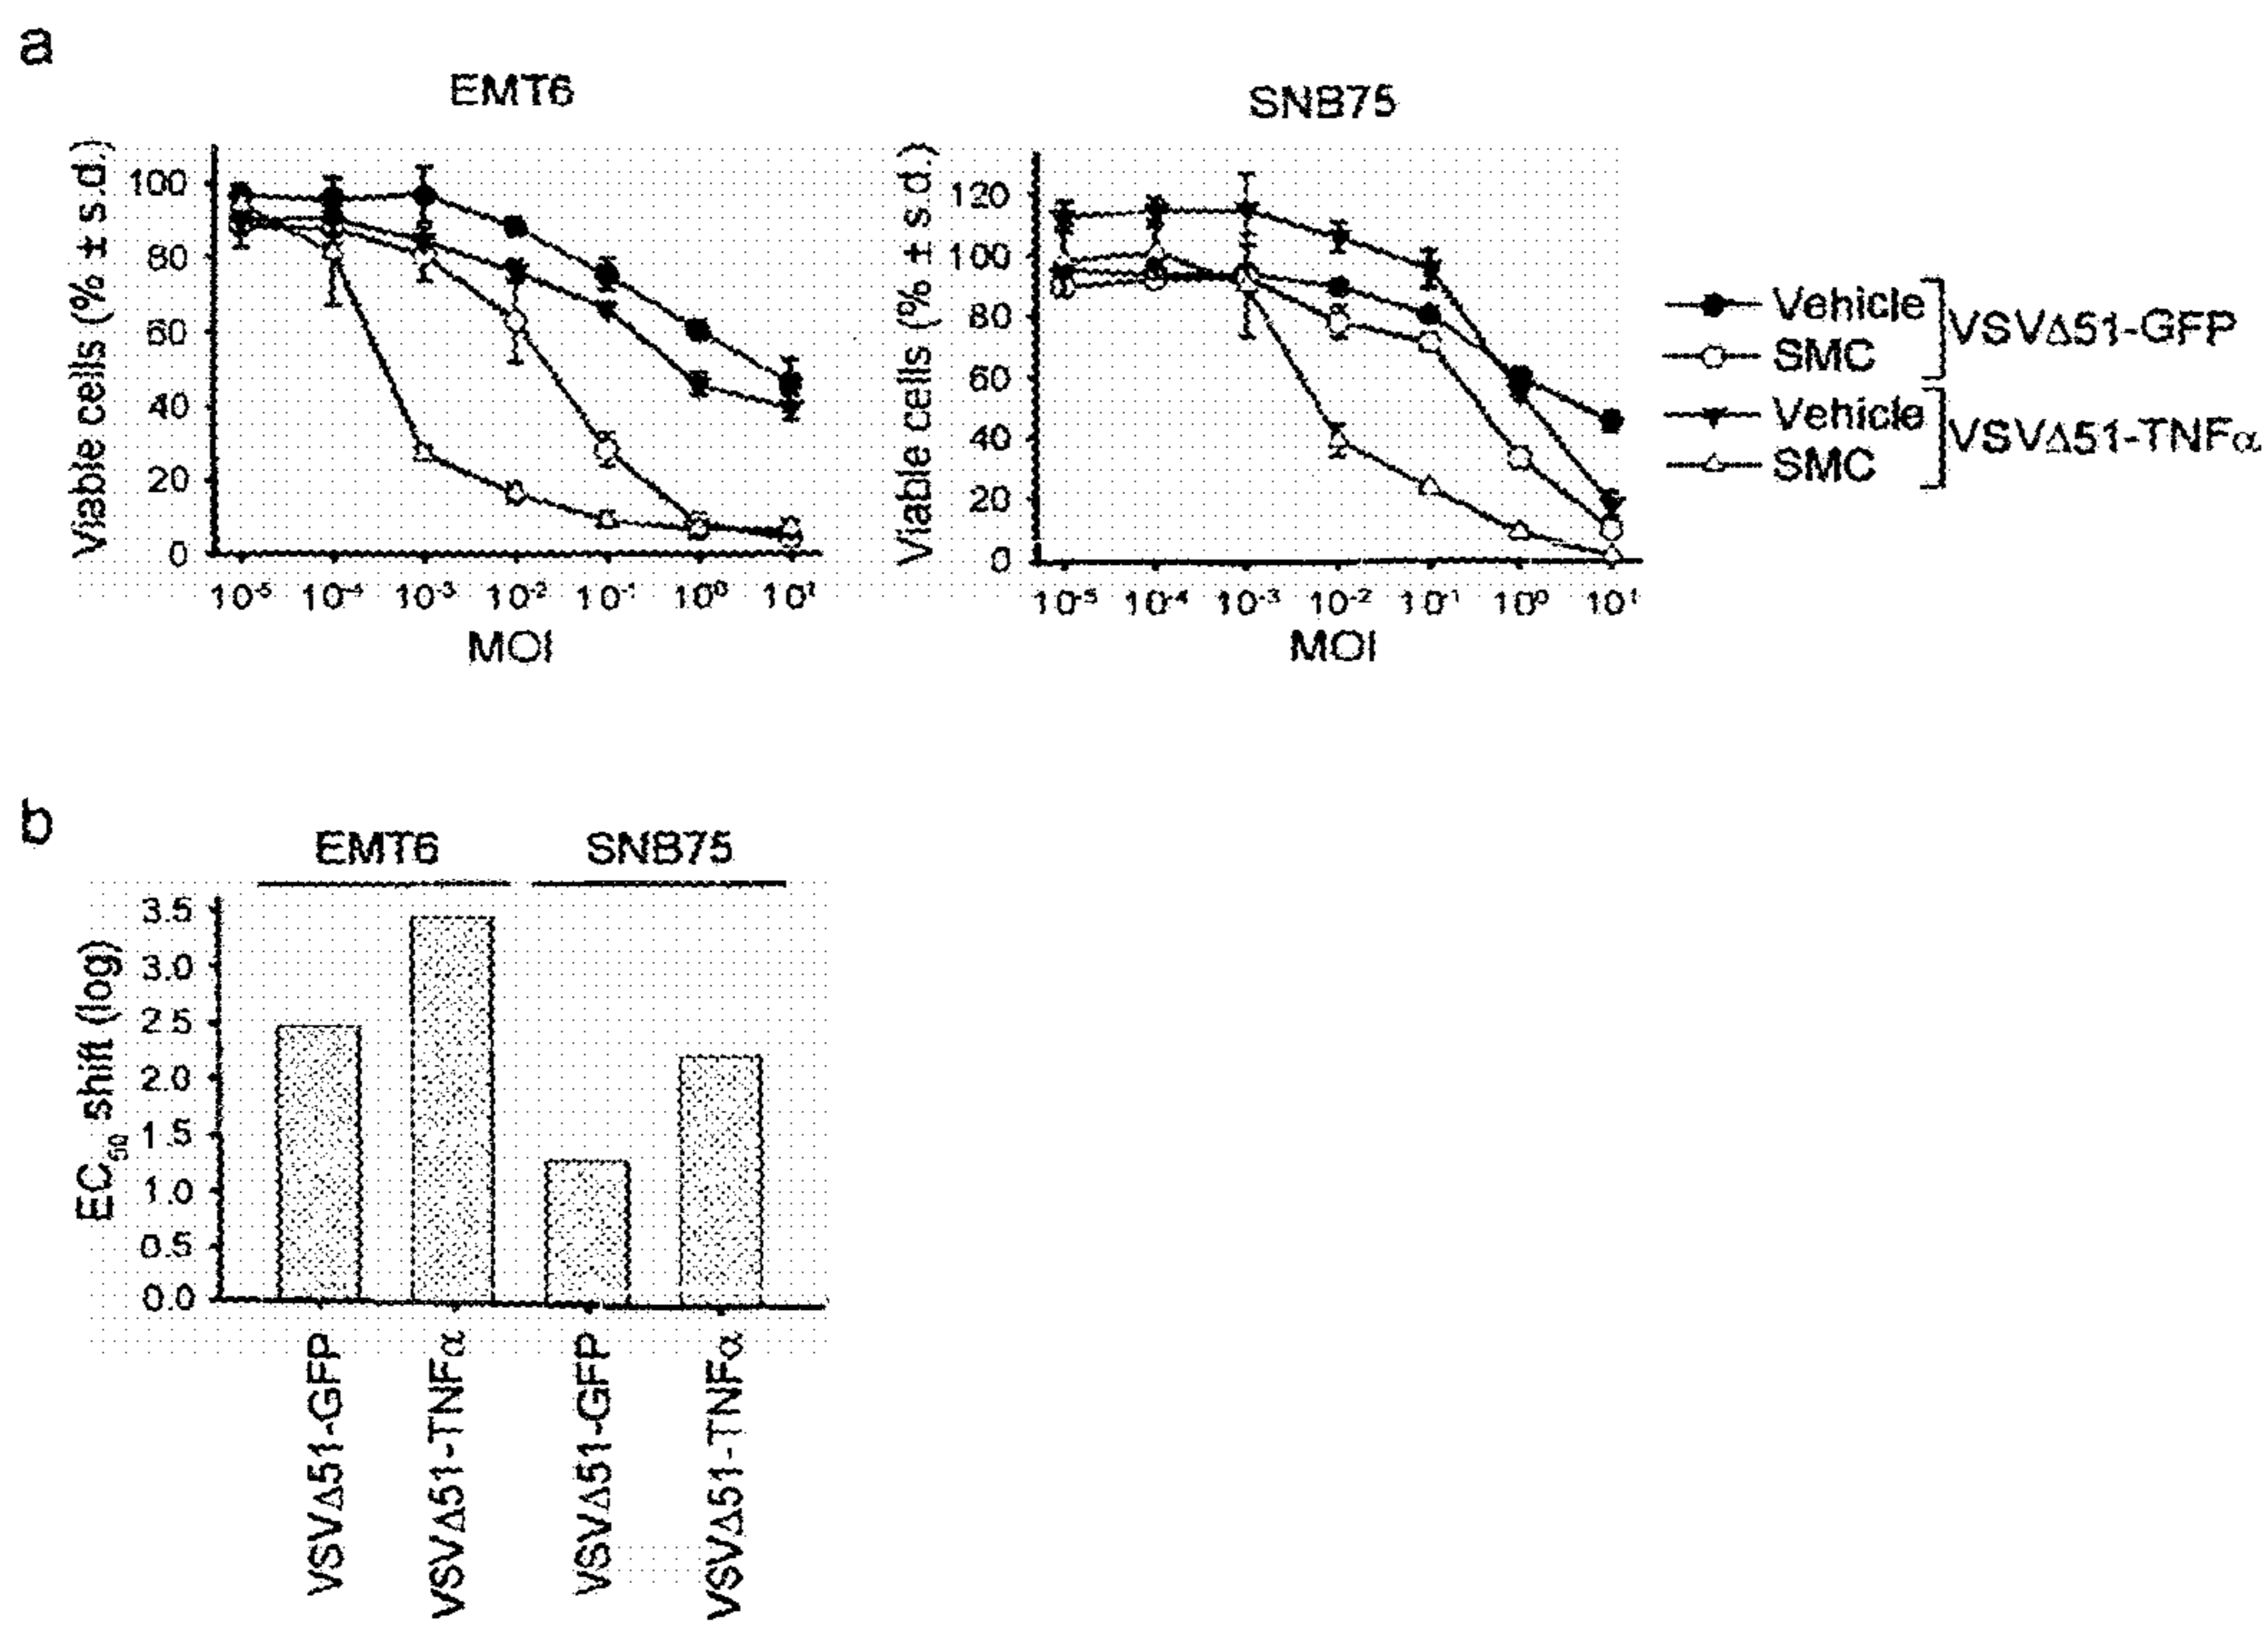 a
EMT6
Viable cells (% ± s.d.)
100
80
60
40
20
0
10⁻⁵ 10⁻⁴ 10⁻³ 10⁻² 10⁻¹ 10⁰ 10¹
MOI
SNB75
Viable cells (% ± s.d.)
120
100
80
60
40
20
0
10⁻⁵ 10⁻⁴ 10⁻³ 10⁻² 10⁻¹ 10⁰ 10¹
MOI
Vehicle
SMC
VSVΔ51-GFP
Vehicle
SMC
VSVΔ51-TNFα
b
EMT6 SNB75
EC₅₀ shift (log)
3.5
3.0
2.5
2.0
1.5
1.0
0.5
0.0
VSVΔ51-GFP
VSVΔ51-TNFα
VSVΔ51-GFP
VSVΔ51-TNFα